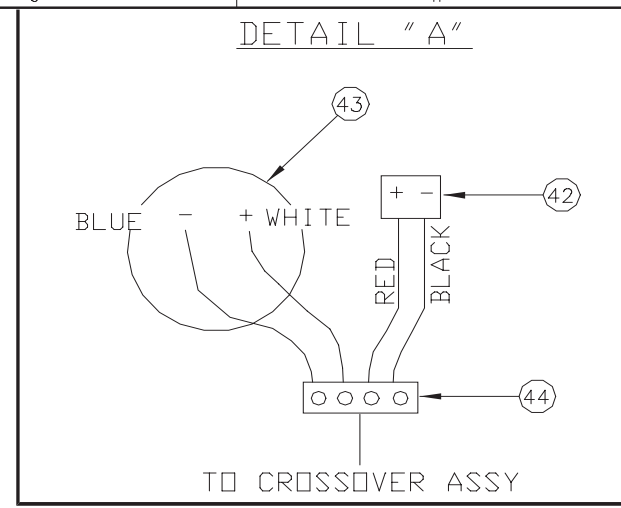 DETAIL "A"
43
+ -
42
BLUE - + WHITE
RED
BLACK
44
TO CROSSOVER ASSY